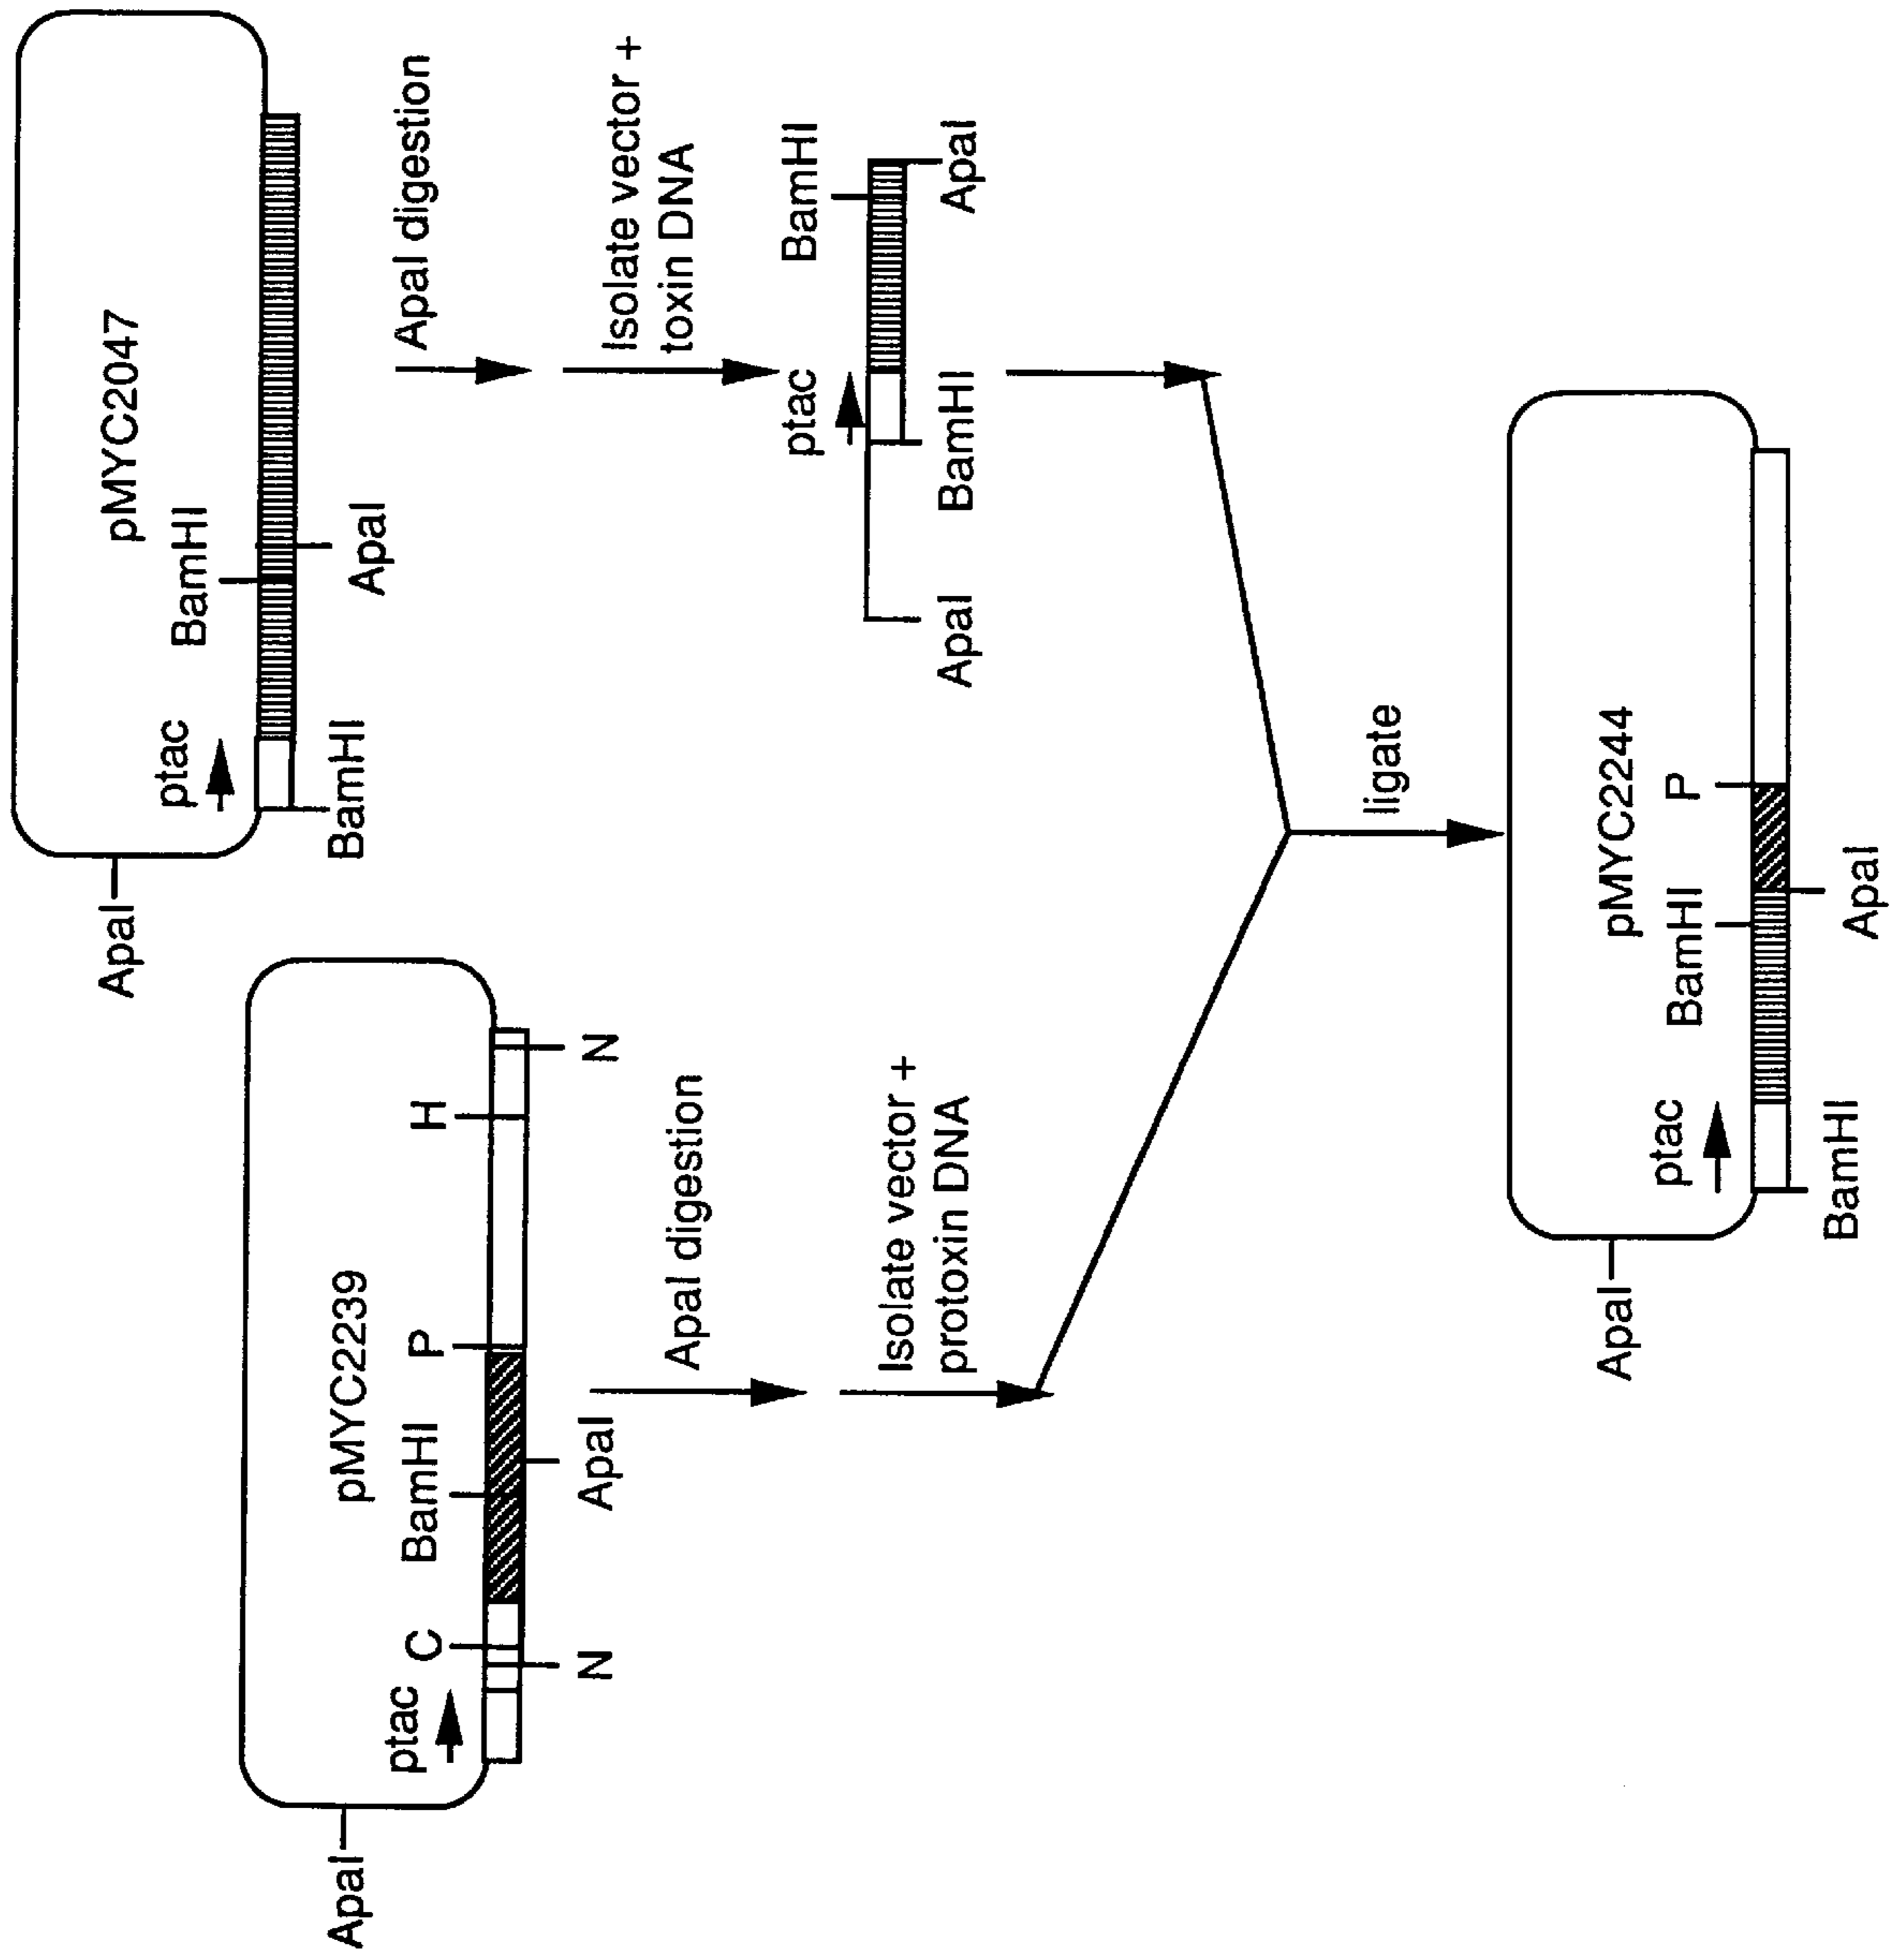 pMYC2239
ApaI
ptac
C
BamHI
P
H
N
ApaI
N
ApaI digestion
Isolate vector +
protoxin DNA
pMYC2047
ApaI
ptac
BamHI
BamHI
ApaI
ApaI digestion
Isolate vector +
toxin DNA
ptac
BamHI
ApaI
BamHI
ApaI
ligate
pMYC2244
ApaI
ptac
BamHI
P
BamHI
ApaI